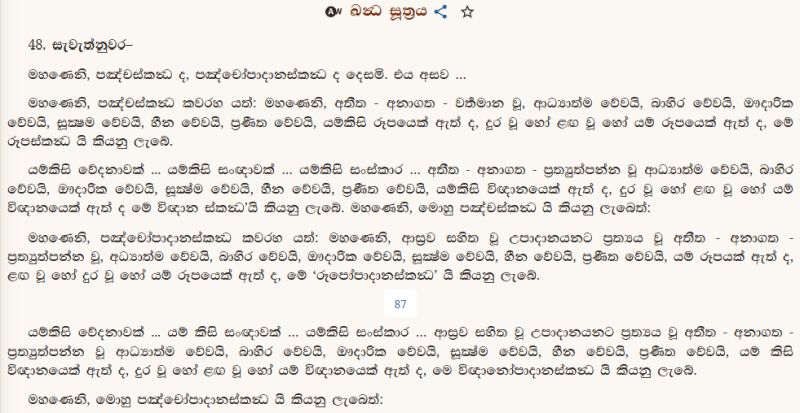 ඛන්ධ සූත්‍රය
48. සැවැත්නුවර–
මහණෙනි, පඤ්චස්කන්‍ධ ද, පඤ්චෝපාදානස්කන්‍ධ ද දෙසමි. එය අසව ...
මහණෙනි, පඤ්චස්කන්‍ධ කවරහ යත්: මහණෙනි, අතීත - අනාගත - වර්‍තමාන වූ, ආධ්‍යාත්ම වේවයි, බාහිර වේවයි, ඖදාරික
වේවයි, සූක්‍ෂම වේවයි, හීන වේවයි, ප්‍රණීත වේවයි, යම්කිසි රූපයෙක් ඇත් ද, දුර වූ හෝ ළඟ වූ හෝ යම් රූපයෙක් ඇත් ද, මේ
රූපස්කන්‍ධ යි කියනු ලැබේ.
යම්කිසි වේදනාවක් ... යම්කිසි සංඥාවක් ... යම්කිසි සංස්කාර ... අතීත - අනාගත - ප්‍රත්‍යුත්පන්න වූ ආධ්‍යාත්ම වේවයි, බාහිර
වේවයි, ඖදාරික වේවයි, සූක්‍ෂ්ම වේවයි, හීන වේවයි, ප්‍රණීත වේවයි, යම්කිසි විඥානයෙක් ඇත් ද, දුර වූ හෝ ළඟ වූ හෝ යම්
විඥානයෙක් ඇත් ද මේ විඥාන ස්කන්‍ධ’යි කියනු ලැබේ. මහණෙනි, මොහු පඤ්චස්කන්‍ධ යි කියනු ලැබෙත්:
මහණෙනි, පඤ්චෝපාදානස්කන්‍ධ කවරහ යත්: මහණෙනි, ආස්‍රව සහිත වූ උපාදානයනට ප්‍රත්‍යය වූ අතීත - අනාගත -
ප්‍රත්‍යුත්පන්න වූ, අධ්‍යාත්ම වේවයි, බාහිර වේවයි, ඖදාරික වේවයි, සූක්‍ෂ්ම වේවයි, හීන වේවයි, ප්‍රණීත වේවයි, යම් රූපයක් ඇත් ද,
ළඟ වූ හෝ දුර වූ හෝ යම් රූපයෙක් ඇත් ද, මේ ‘රූපෝපාදානස්කන්‍ධ’ යි කියනු ලැබේ.
87
යම්කිසි වේදනාවක් ... යම් කිසි සංඥාවක් ... යම්කිසි සංස්කාර ... ආස්‍රව සහිත වූ උපාදානයනට ප්‍රත්‍යය වූ අතීත - අනාගත -
ප්‍රත්‍යුත්පන්න වූ ආධ්‍යාත්ම වේවයි, බාහිර වේවයි, ඖදාරික වේවයි, සූක්‍ෂ්ම වේවයි, හීන වේවයි, ප්‍රණීත වේවයි, යම් කිසි
විඥානයෙක් ඇත් ද, දුර වූ හෝ ළඟ වූ හෝ යම් විඥානයෙක් ඇත් ද, මෙ විඥානෝපාදානස්කන්‍ධ යි කියනු ලැබේ.
මහණෙනි, මොහු පඤ්චෝපාදානස්කන්‍ධ යි කියනු ලැබෙත්: